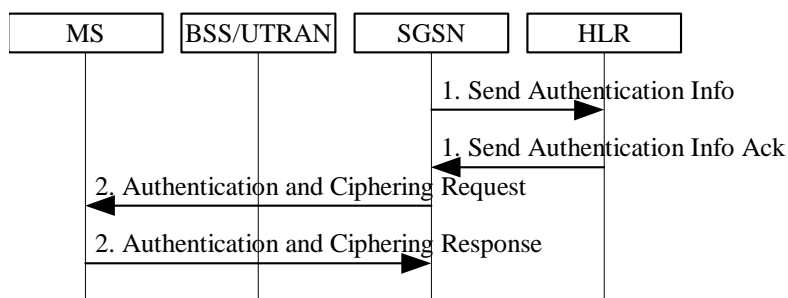 MS
BSS/UTRAN
SGSN
HLR
1. Send Authentication Info
1. Send Authentication Info Ack
2. Authentication and Ciphering Request
2. Authentication and Ciphering Response